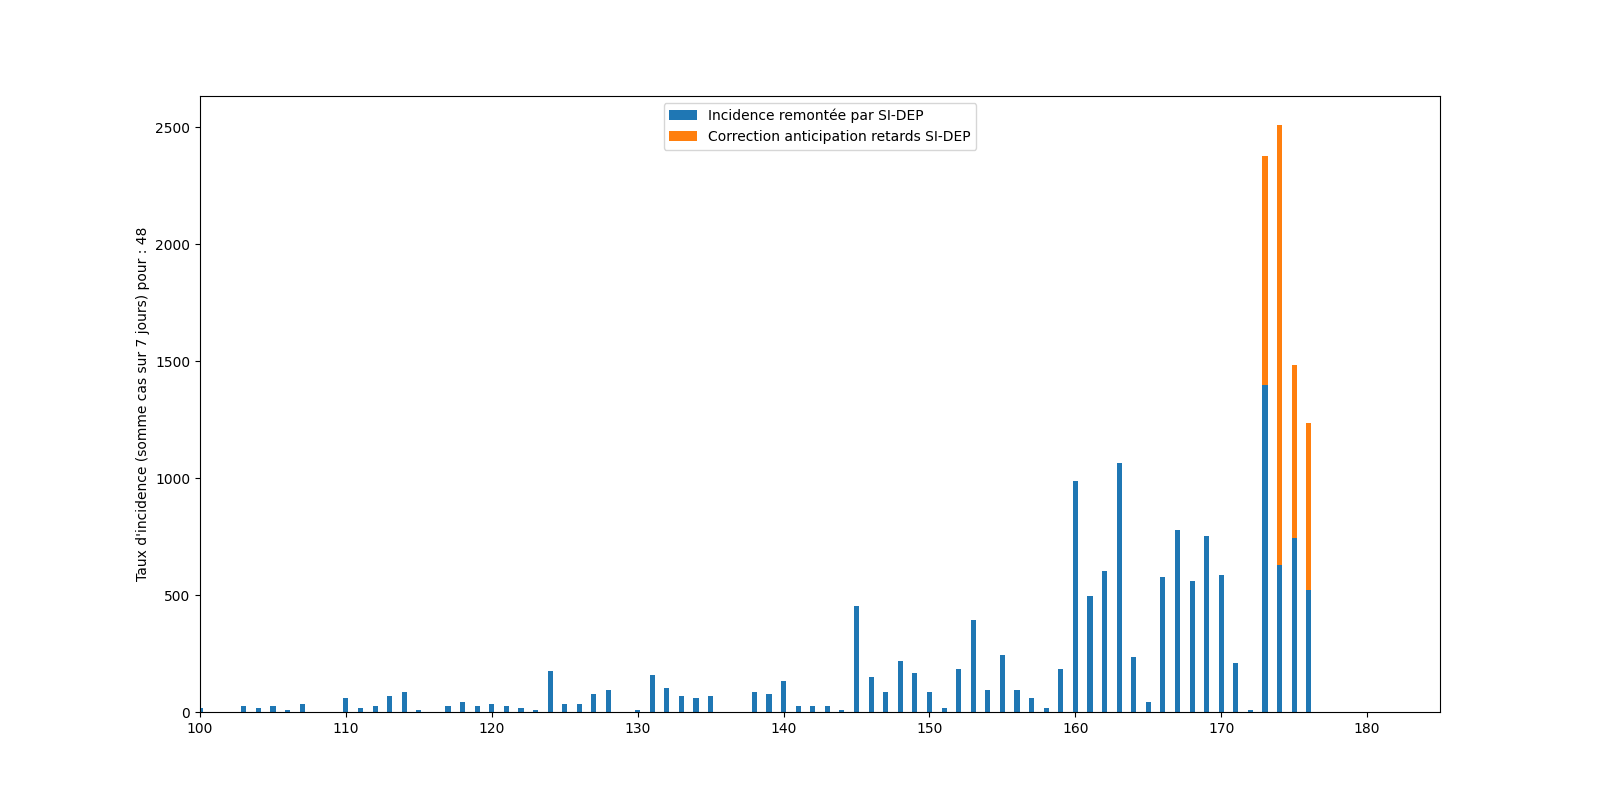 Incidence remontée par SI-DEP
Correction anticipation retards SI-DEP
Taux d'incidence (somme cas sur 7 jours) pour : 48
2500
2000
1500
1000
500
0
100 110 120 130 140 150 160 170 180